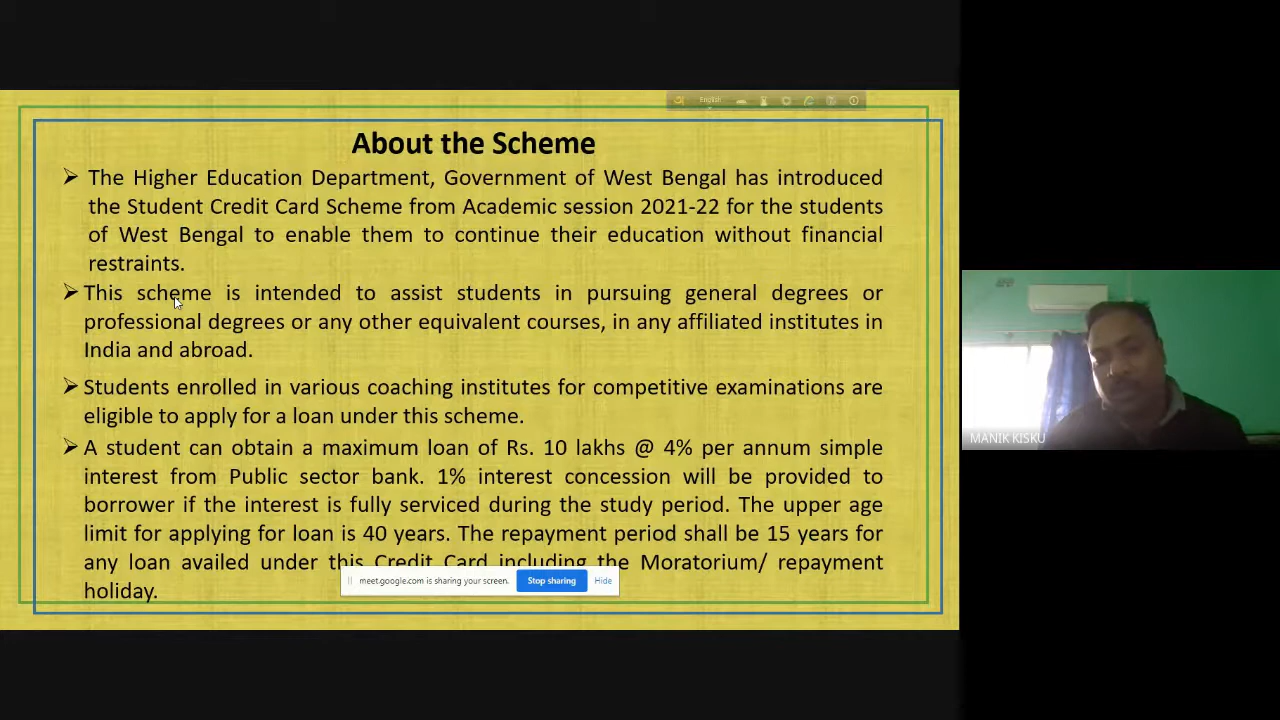 English
About the Scheme
➢ The Higher Education Department, Government of West Bengal has introduced
the Student Credit Card Scheme from Academic session 2021-22 for the students
of West Bengal to enable them to continue their education without financial
restraints.
➢ This scheme is intended to assist students in pursuing general degrees or
professional degrees or any other equivalent courses, in any affiliated institutes in
India and abroad.
➢ Students enrolled in various coaching institutes for competitive examinations are
eligible to apply for a loan under this scheme.
➢ A student can obtain a maximum loan of Rs. 10 lakhs @ 4% per annum simple
interest from Public sector bank. 1% interest concession will be provided to
borrower if the interest is fully serviced during the study period. The upper age
limit for applying for loan is 40 years. The repayment period shall be 15 years for
any loan availed under this Credit Card including the Moratorium/ repayment
holiday.
meet.google.com is sharing your screen. Stop sharing Hide
MANIK KISKU